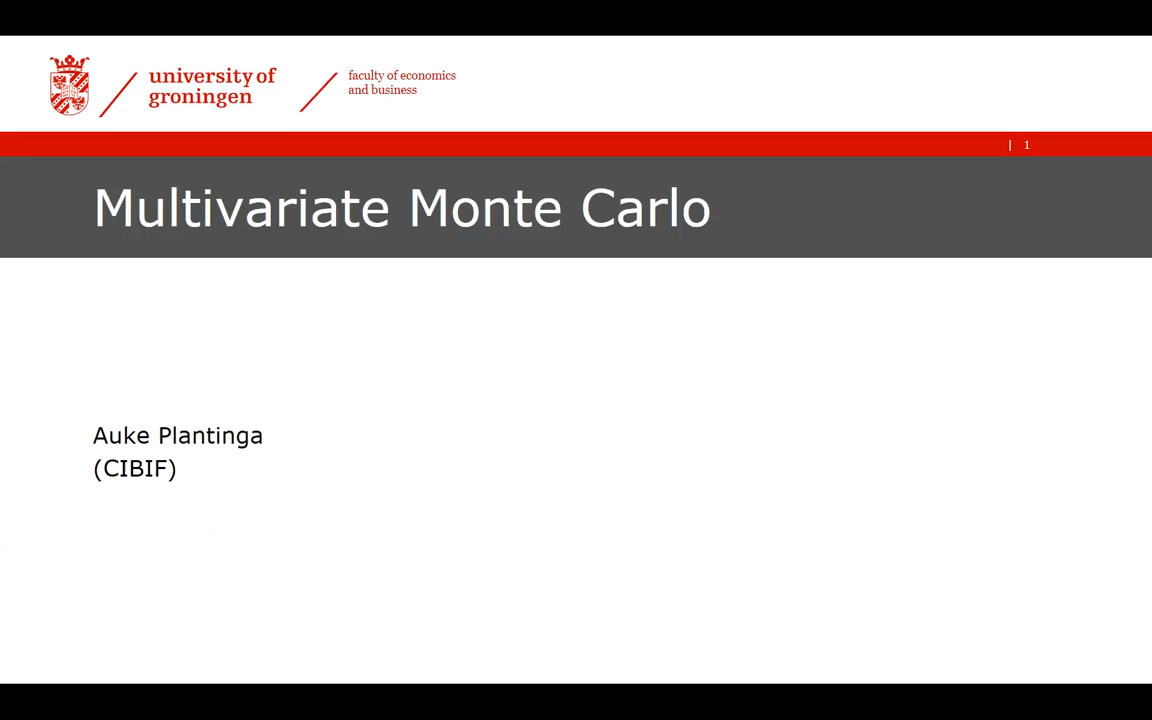 university of
groningen
faculty of economics
and business
| 1
Multivariate Monte Carlo
Auke Plantinga
(CIBIF)